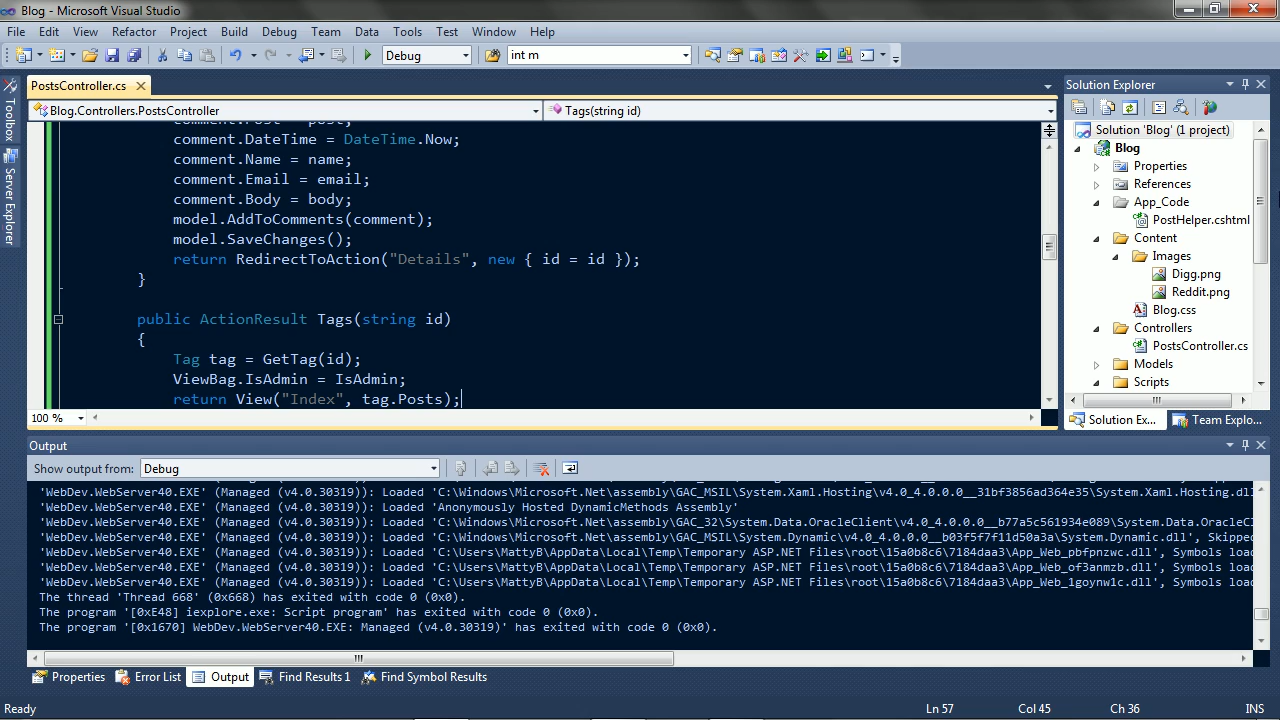 Blog - Microsoft Visual Studio
File Edit View Refactor Project Build Debug Team Data Tools Test Window Help
Debug int m
Toolbox
Server Explorer
PostsController.cs
Blog.Controllers.PostsController Tags(string id)
comment.Post = post;
comment.DateTime = DateTime.Now;
comment.Name = name;
comment.Email = email;
comment.Body = body;
model.AddToComments(comment);
model.SaveChanges();
return RedirectToAction("Details", new { id = id });
}
public ActionResult Tags(string id)
{
Tag tag = GetTag(id);
ViewBag.IsAdmin = IsAdmin;
return View("Index", tag.Posts);
100 %
Solution Explorer
Solution 'Blog' (1 project)
Blog
Properties
References
App_Code
PostHelper.cshtml
Content
Images
Digg.png
Reddit.png
Blog.css
Controllers
PostsController.cs
Models
Scripts
Solution Ex... Team Explo...
Output
Show output from: Debug
'WebDev.WebServer40.EXE' (Managed (v4.0.30319)): Loaded 'C:\Windows\Microsoft.Net\assembly\GAC_MSIL\System.Xaml.Hosting\v4.0_4.0.0.0__31bf3856ad364e35\System.Xaml.Hosting.dll
'WebDev.WebServer40.EXE' (Managed (v4.0.30319)): Loaded 'Anonymously Hosted DynamicMethods Assembly'
'WebDev.WebServer40.EXE' (Managed (v4.0.30319)): Loaded 'C:\Windows\Microsoft.Net\assembly\GAC_32\System.Data.OracleClient\v4.0_4.0.0.0__b77a5c561934e089\System.Data.OracleCl
'WebDev.WebServer40.EXE' (Managed (v4.0.30319)): Loaded 'C:\Windows\Microsoft.Net\assembly\GAC_MSIL\System.Dynamic\v4.0_4.0.0.0__b03f5f7f11d50a3a\System.Dynamic.dll', Skipped
'WebDev.WebServer40.EXE' (Managed (v4.0.30319)): Loaded 'C:\Users\MattyB\AppData\Local\Temp\Temporary ASP.NET Files\root\15a0b8c6\7184daa3\App_Web_pbfpnzwc.dll', Symbols load
'WebDev.WebServer40.EXE' (Managed (v4.0.30319)): Loaded 'C:\Users\MattyB\AppData\Local\Temp\Temporary ASP.NET Files\root\15a0b8c6\7184daa3\App_Web_of3anmzb.dll', Symbols load
'WebDev.WebServer40.EXE' (Managed (v4.0.30319)): Loaded 'C:\Users\MattyB\AppData\Local\Temp\Temporary ASP.NET Files\root\15a0b8c6\7184daa3\App_Web_1goynw1c.dll', Symbols load
The thread 'Thread 668' (0x668) has exited with code 0 (0x0).
The program '[0xE48] iexplore.exe: Script program' has exited with code 0 (0x0).
The program '[0x1670] WebDev.WebServer40.EXE: Managed (v4.0.30319)' has exited with code 0 (0x0).
Properties Error List Output Find Results 1 Find Symbol Results
Ready Ln 57 Col 45 Ch 36 INS